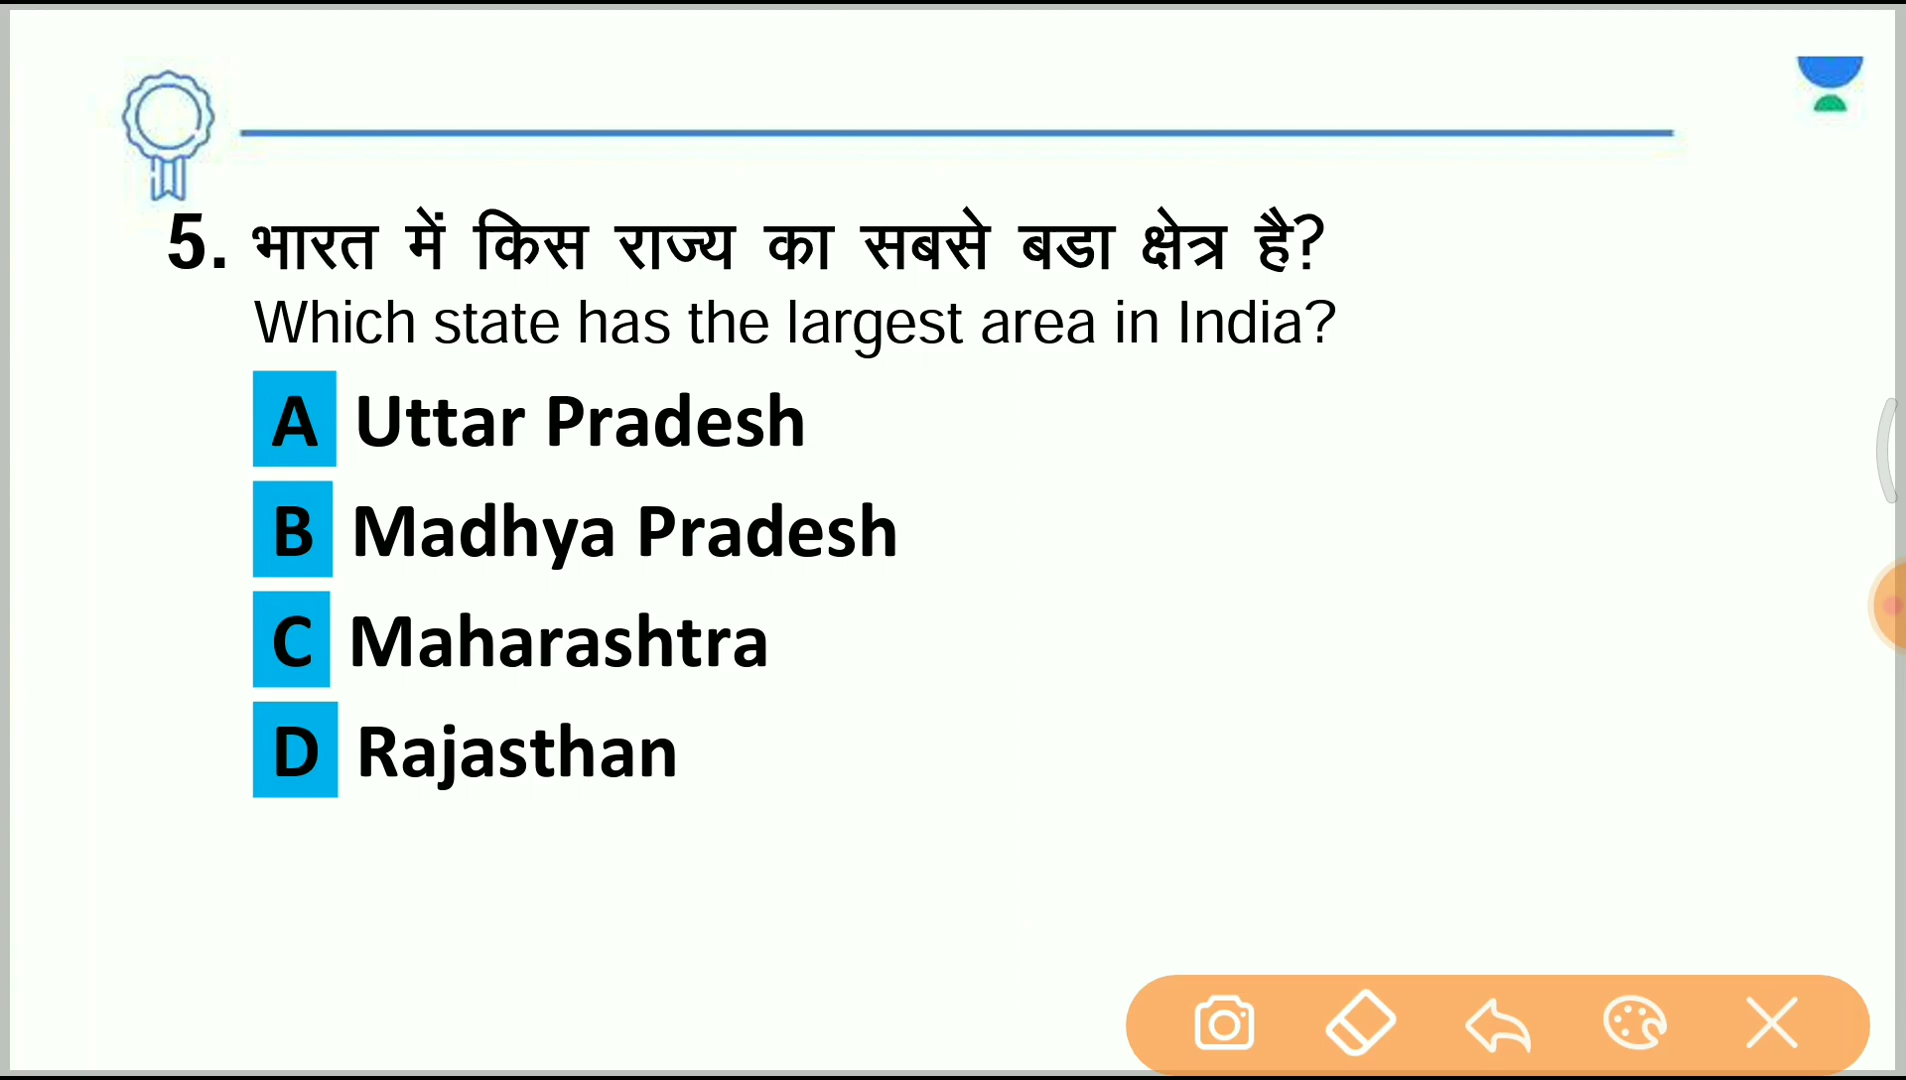 5. भारत में किस राज्य का सबसे बडा क्षेत्र है?
Which state has the largest area in India?
A Uttar Pradesh
B Madhya Pradesh
C Maharashtra
D Rajasthan